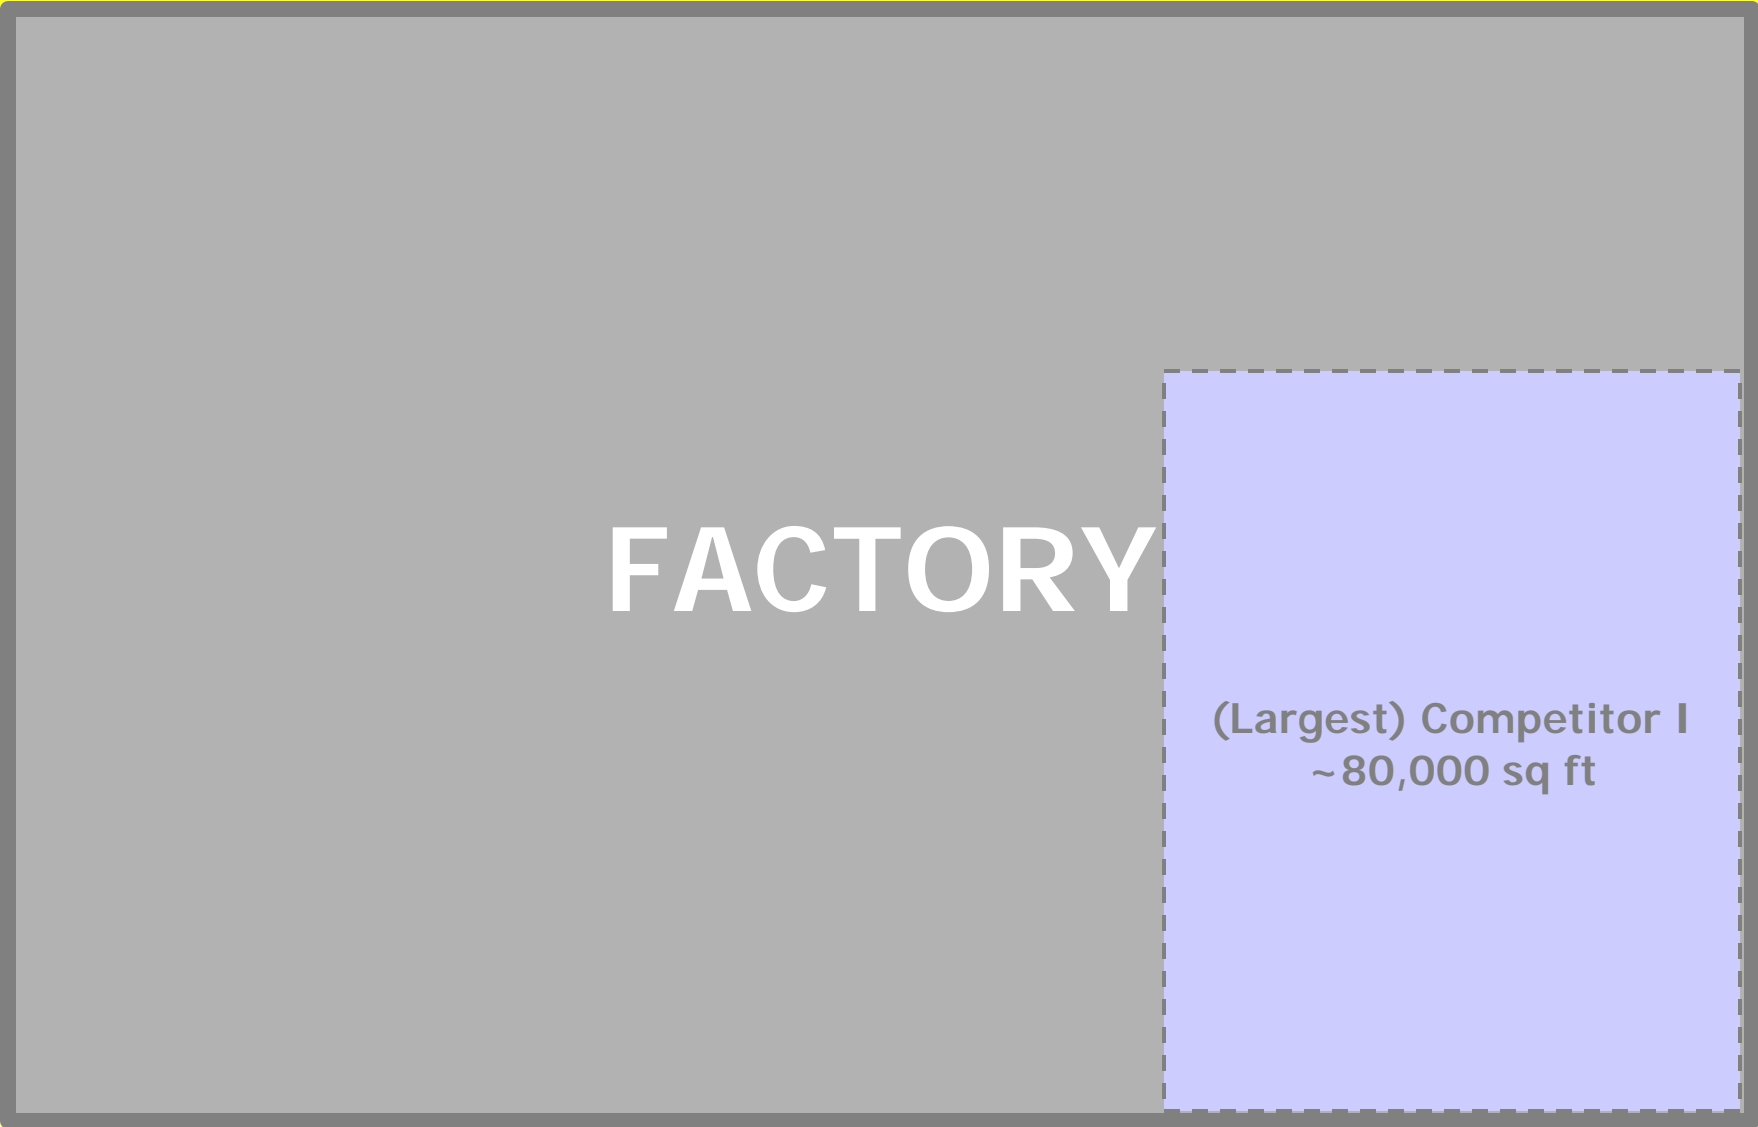 FACTORY
(Largest) Competitor I
~80,000 sq ft